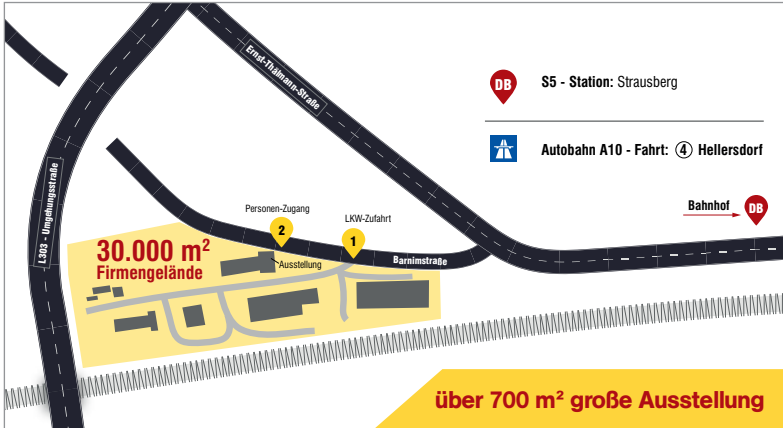 Ernst-Thälmann-Straße
DB
S5 - Station: Strausberg
Autobahn A10 - Fahrt: 4 Hellersdorf
Bahnhof
DB
L303 - Umgehungsstraße
Personen-Zugang
2
LKW-Zufahrt
1
Barnimstraße
30.000 m²
Firmengelände
Ausstellung
über 700 m² große Ausstellung